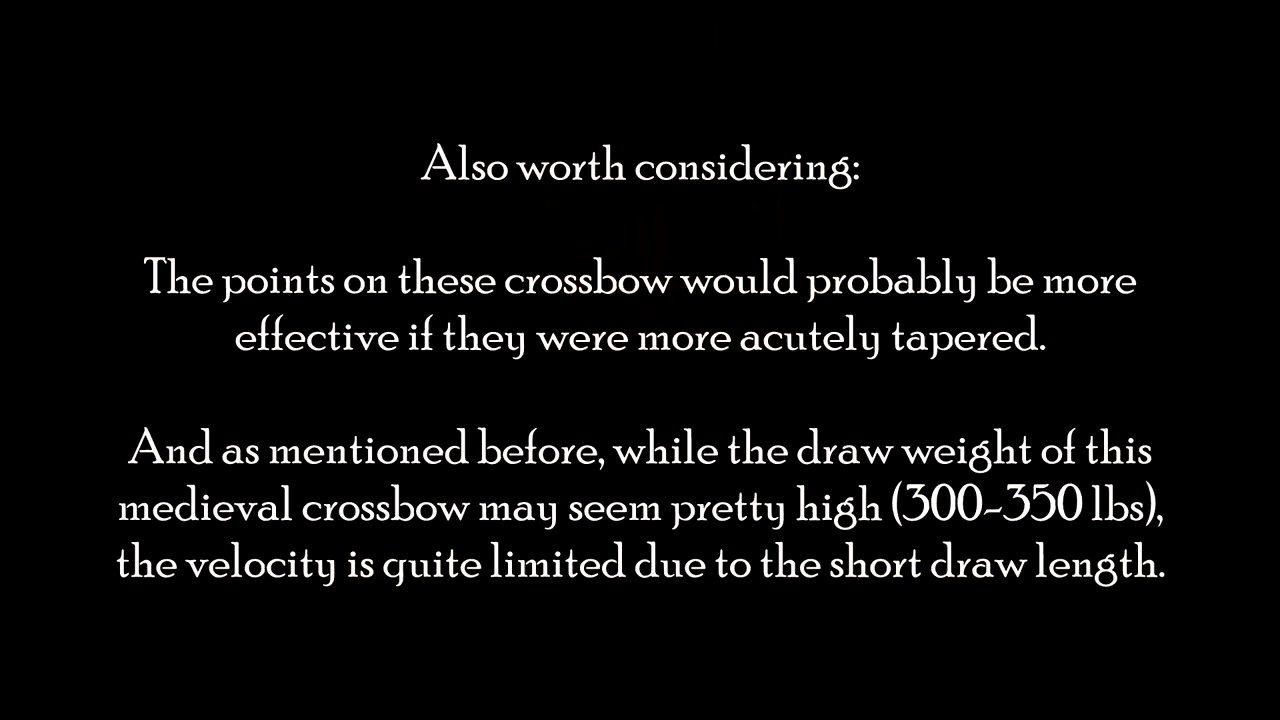 Also worth considering:
The points on these crossbow would probably be more
effective if they were more acutely tapered.
And as mentioned before, while the draw weight of this
medieval crossbow may seem pretty high (300-350 lbs),
the velocity is quite limited due to the short draw length.